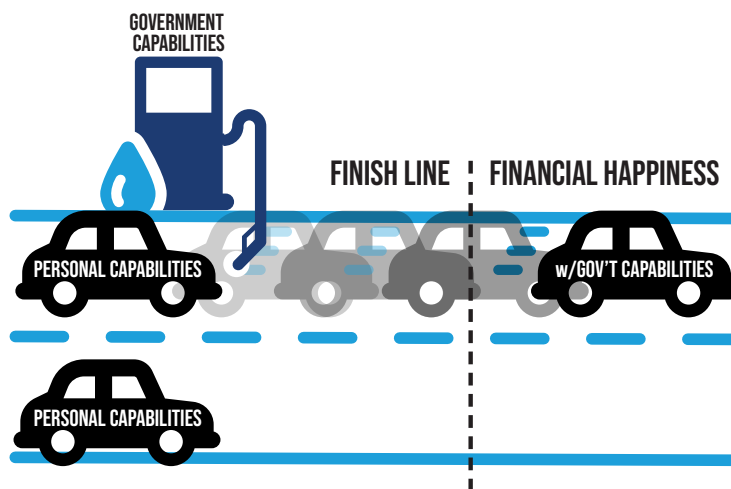 GOVERNMENT
CAPABILITIES
FINISH LINE
FINANCIAL HAPPINESS
PERSONAL CAPABILITIES
w/GOV'T CAPABILITIES
PERSONAL CAPABILITIES